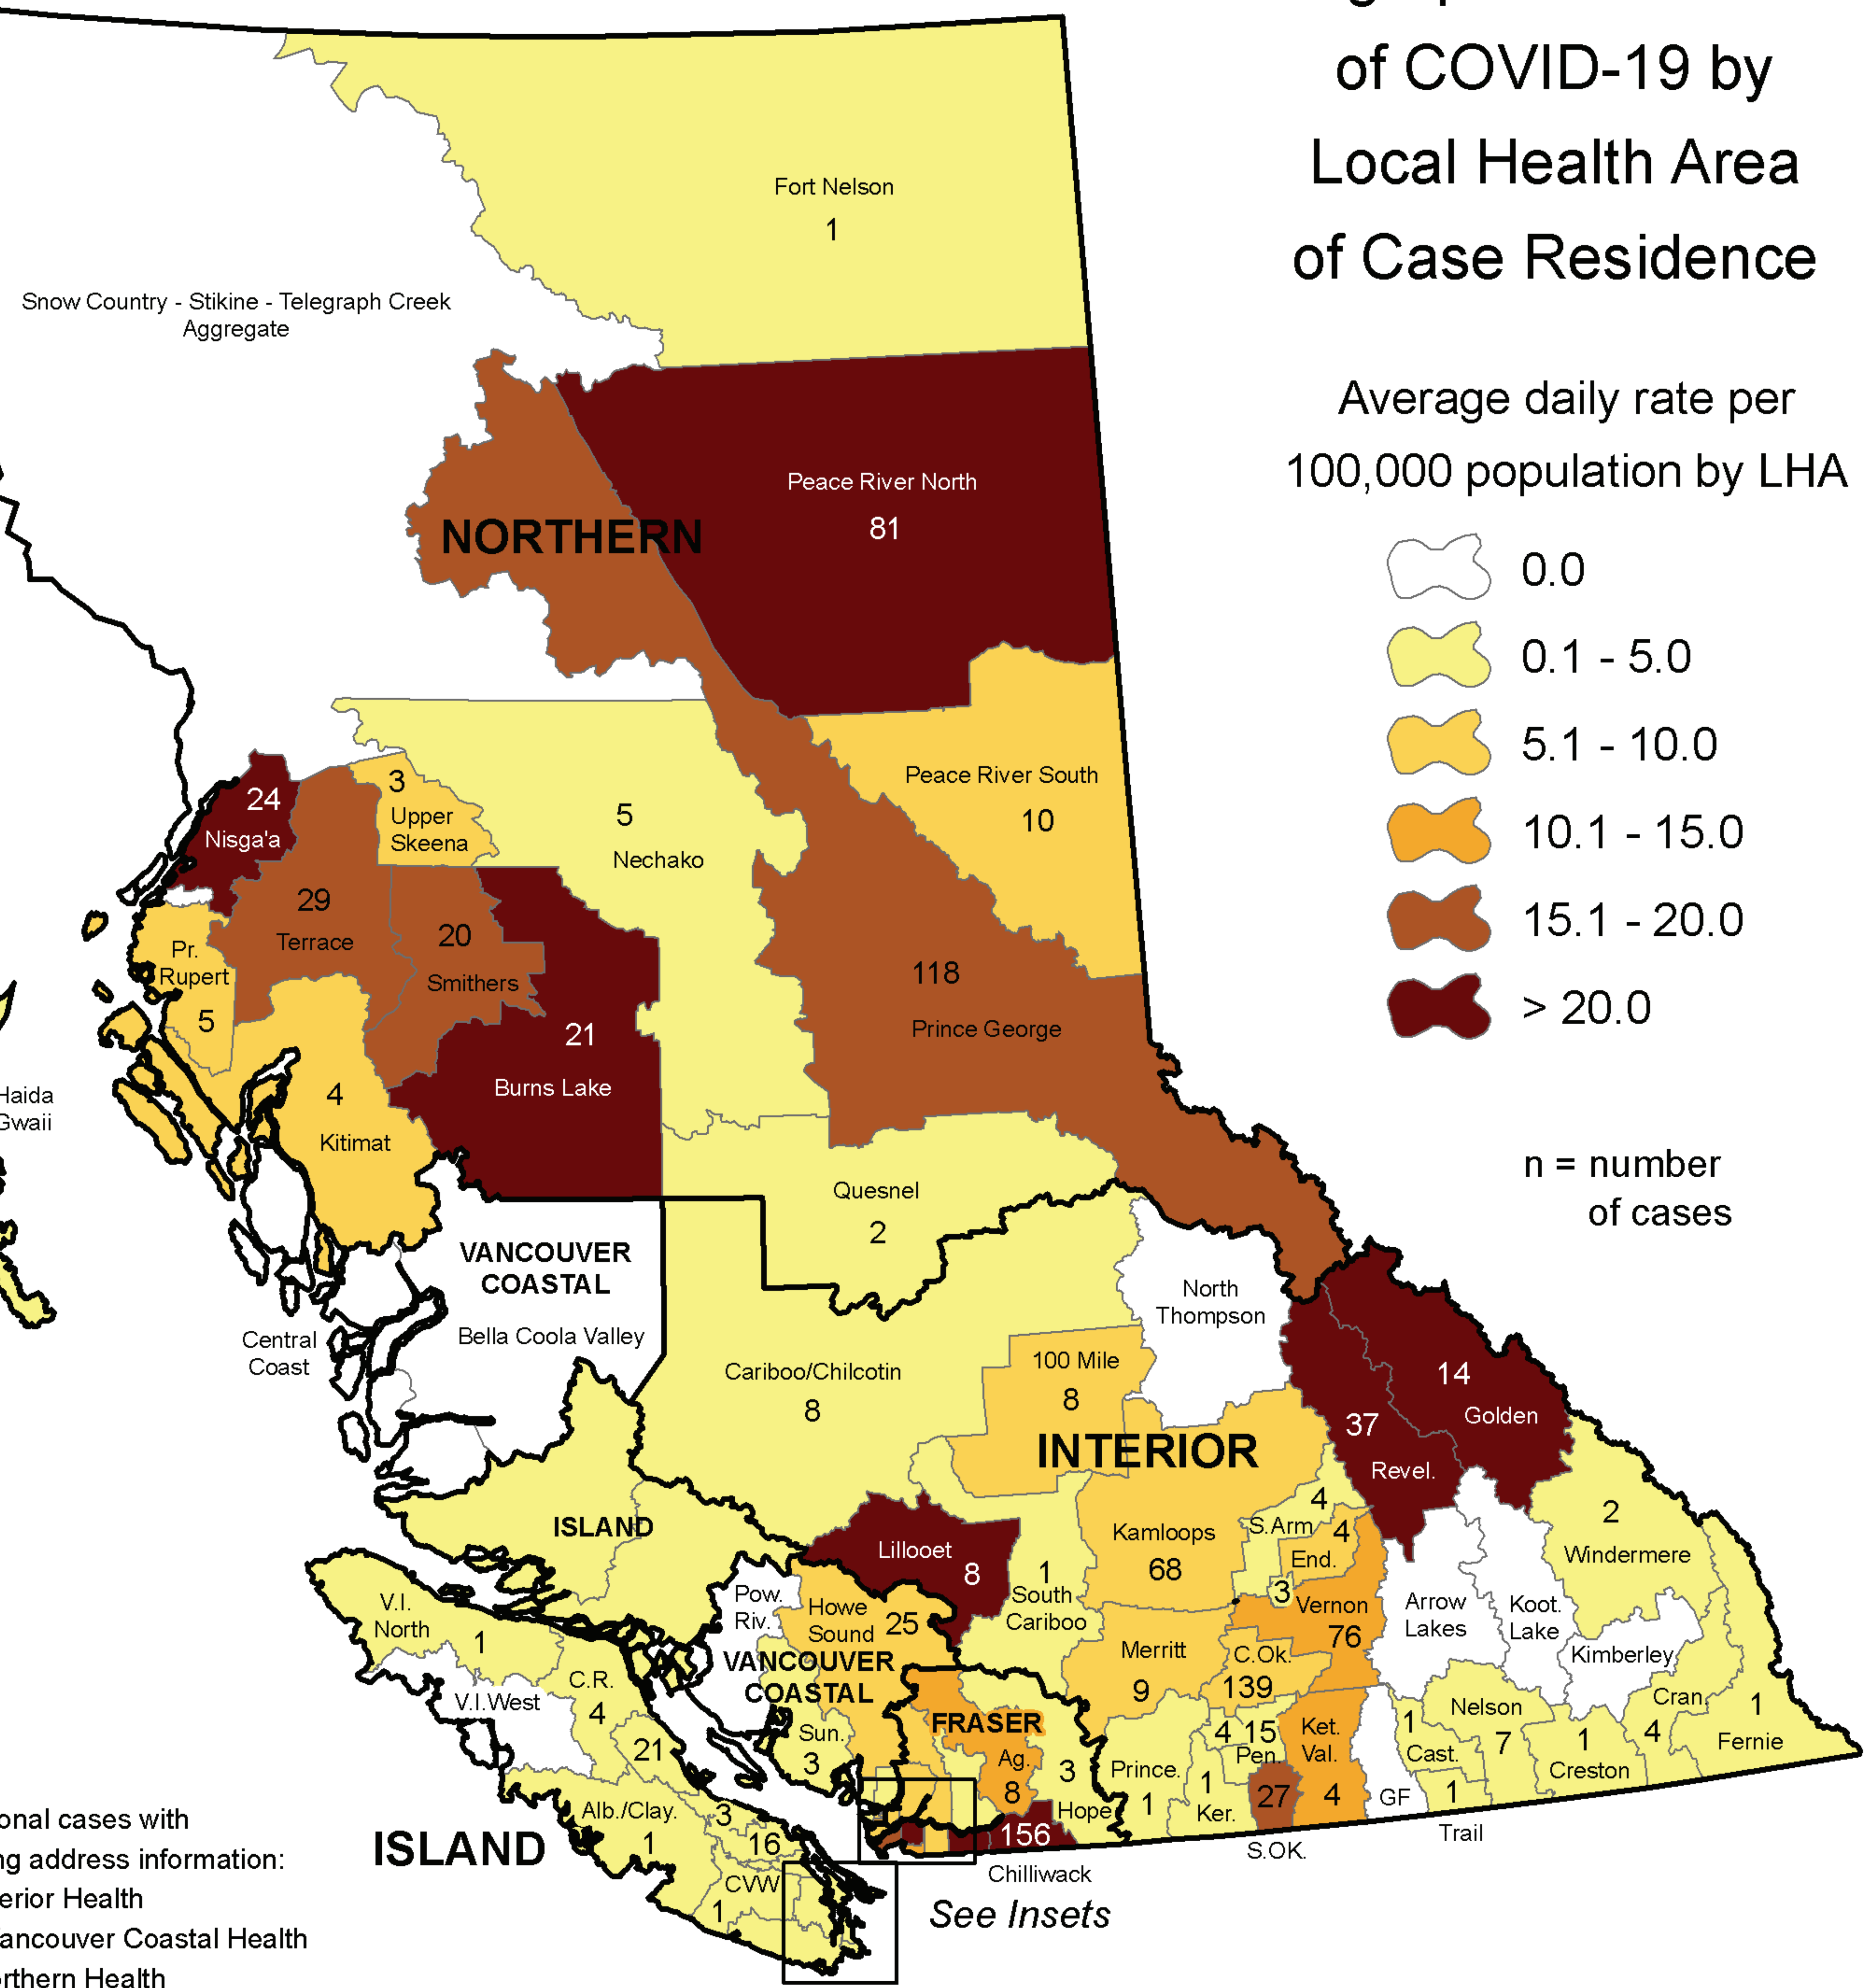 of COVID-19 by
Local Health Area
of Case Residence
Average daily rate per
100,000 population by LHA
0.0
0.1 - 5.0
5.1 - 10.0
10.1 - 15.0
15.1 - 20.0
> 20.0
n = number
of cases
Fort Nelson
1
Snow Country - Stikine - Telegraph Creek
Aggregate
Peace River North
81
NORTHERN
Peace River South
10
24
Nisga'a
3
Upper
Skeena
5
Nechako
29
Terrace
20
Smithers
Pr.
Rupert
5
21
Burns Lake
118
Prince George
4
Kitimat
Haida
Gwaii
Quesnel
2
VANCOUVER
COASTAL
Bella Coola Valley
Central
Coast
North
Thompson
Cariboo/Chilcotin
8
100 Mile
8
INTERIOR
14
Golden
37
Revel.
2
Windermere
ISLAND
Lillooet
8
1
South
Cariboo
Kamloops
68
4
S.Arm
4
End.
3
Vernon
76
Arrow
Lakes
Koot.
Lake
Kimberley
Pow.
Riv.
Howe
Sound
25
VANCOUVER
COASTAL
V.I.
North
1
C.R.
4
V.I.West
21
Sun.
3
FRASER
Ag.
8
3
Hope
Merritt
9
C.Ok.
139
Prince.
1
4
15
Pen.
1
Ker.
27
S.OK.
Ket.
Val.
4
GF
1
Cast.
1
Trail
Nelson
7
1
Creston
Cran.
4
1
Fernie
Alb./Clay.
1
3
16
CVW
1
ISLAND
156
Chilliwack
See Insets
onal cases with
ng address information:
erior Health
ancouver Coastal Health
rthern Health